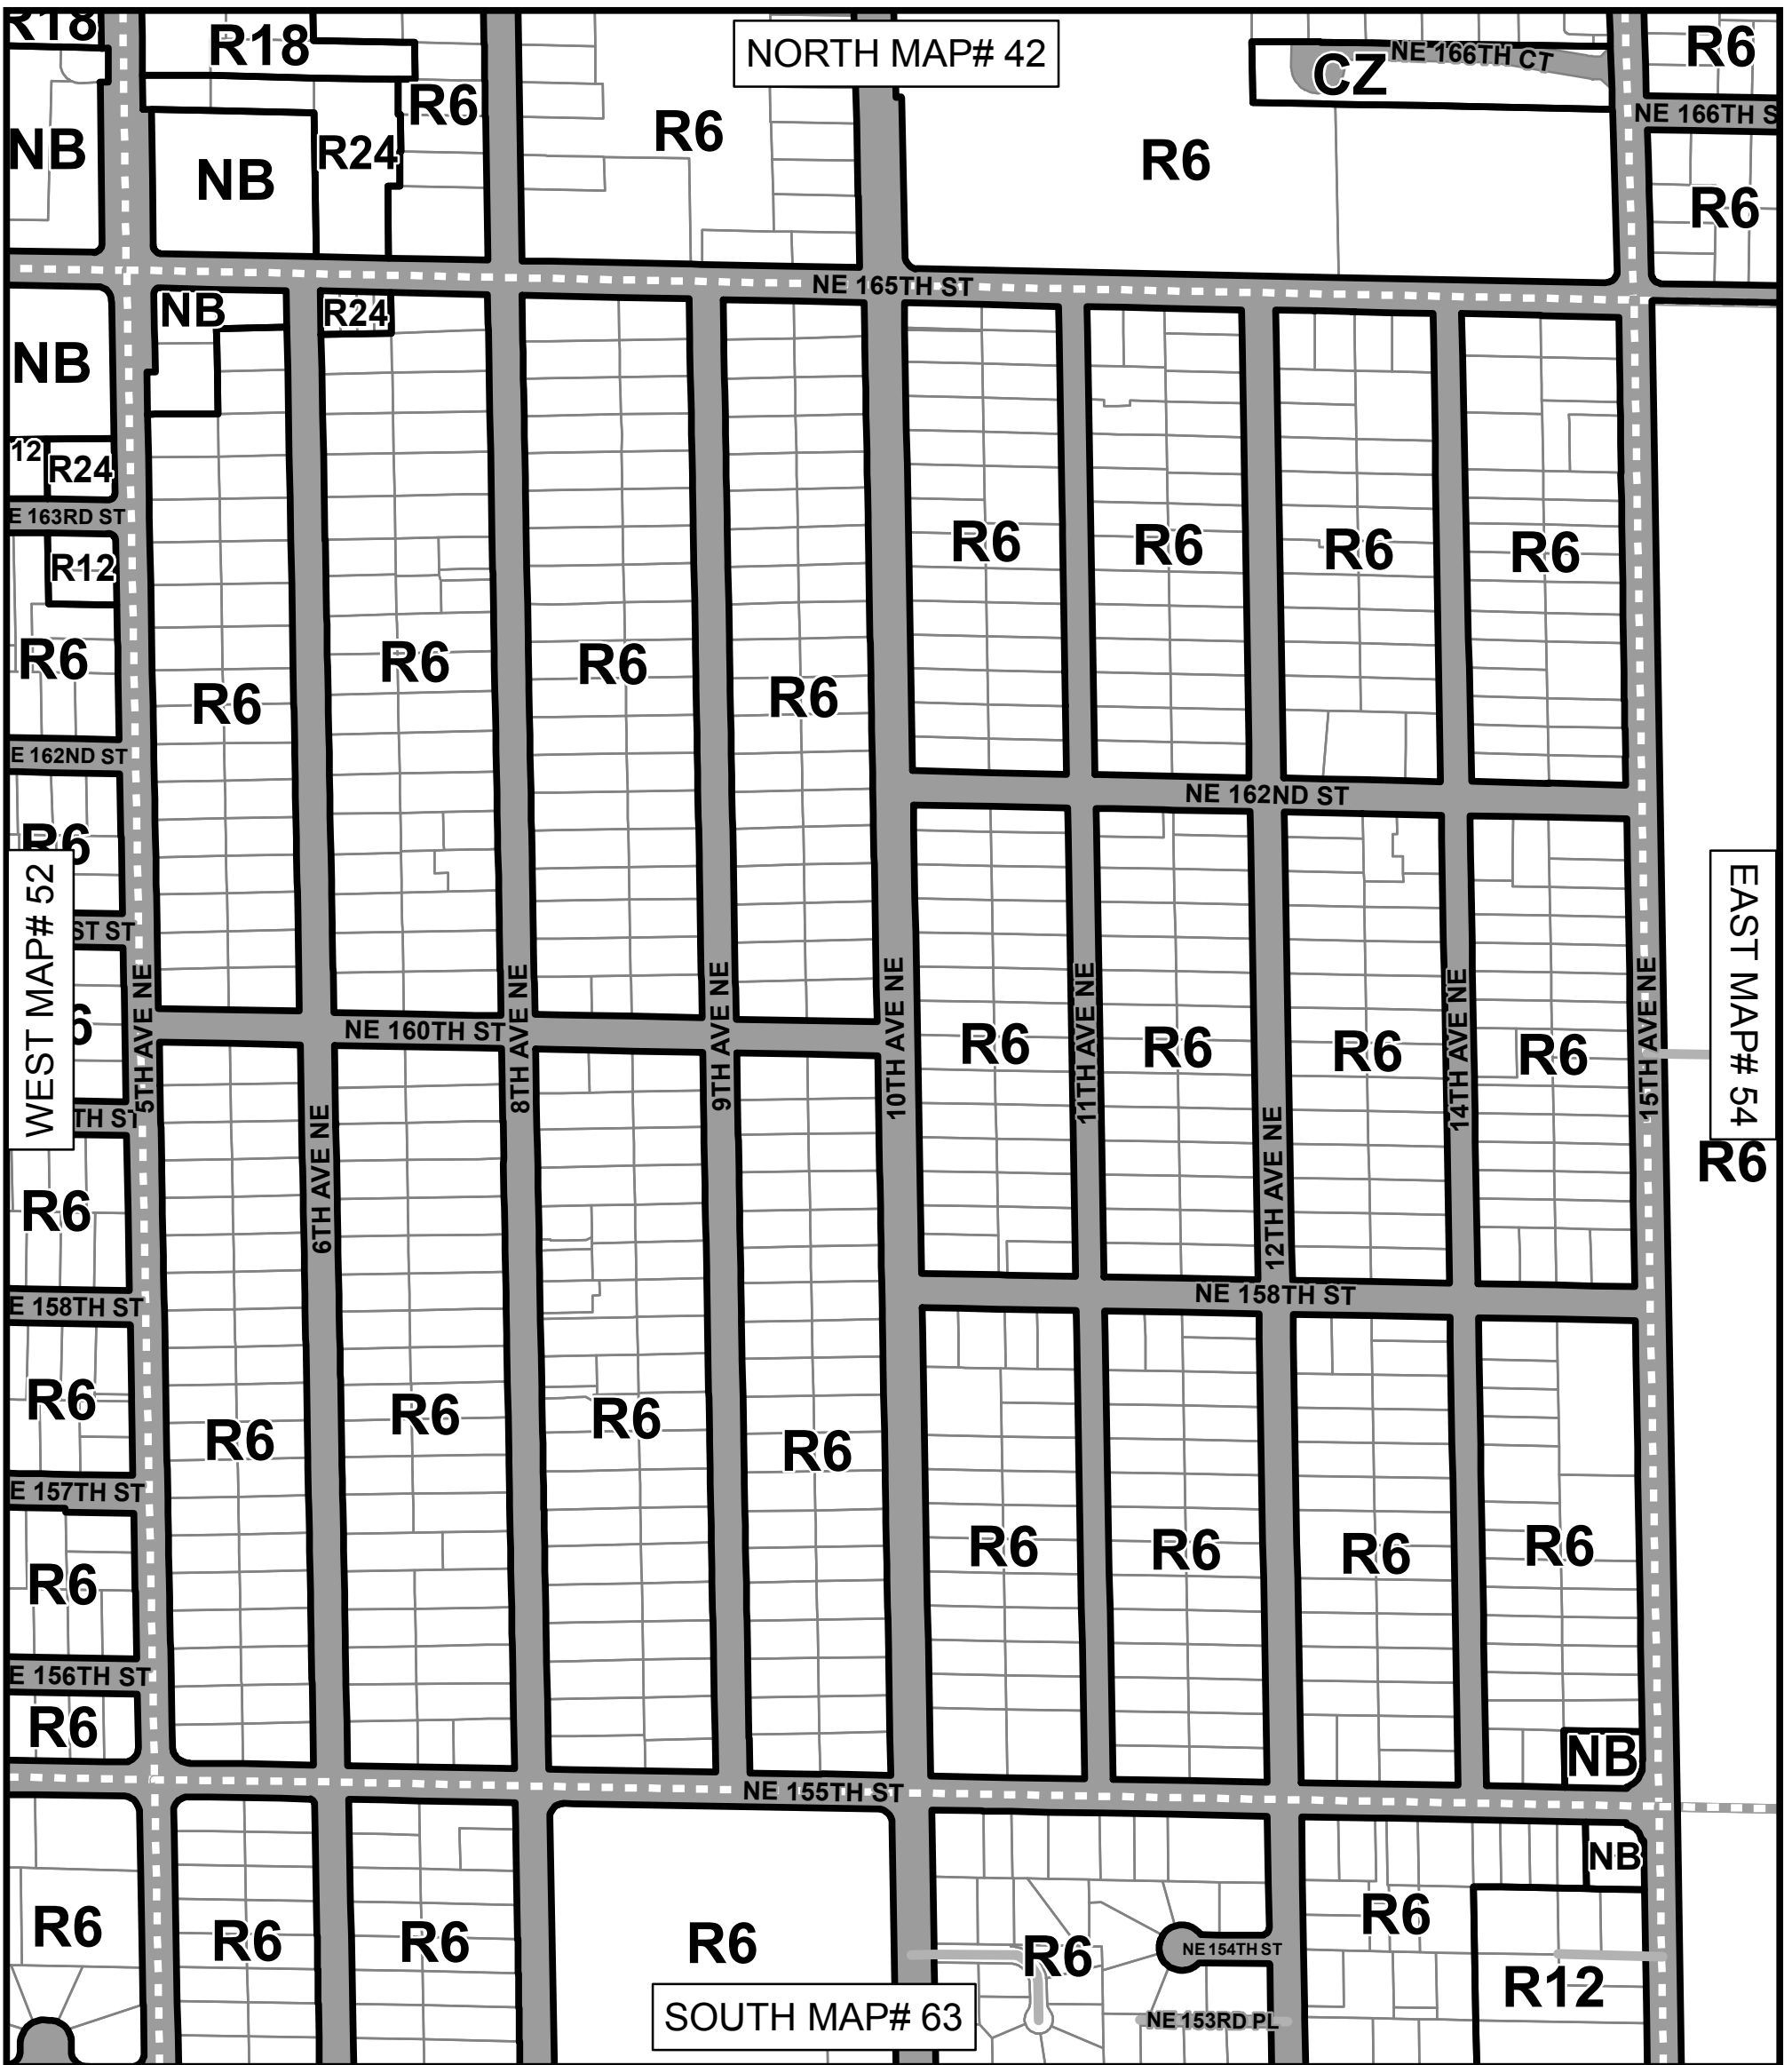 R18
R18
NORTH MAP# 42
NE 166TH CT
CZ
R6
R6
NE 166TH S
R6
R6
NB
NB
R24
R6
NE 165TH ST
NB
R24
NB
12
R24
E 163RD ST
R12
R6
R6
R6
R6
R6
R6
R6
R6
R6
E 162ND ST
NE 162ND ST
R6
WEST MAP# 52
EAST MAP# 54
ST ST
6
TH ST
5TH AVE NE
6TH AVE NE
8TH AVE NE
9TH AVE NE
10TH AVE NE
11TH AVE NE
12TH AVE NE
14TH AVE NE
15TH AVE NE
NE 160TH ST
R6
R6
R6
R6
R6
R6
E 158TH ST
NE 158TH ST
R6
R6
R6
R6
R6
E 157TH ST
R6
R6
R6
R6
R6
E 156TH ST
R6
NB
NE 155TH ST
NB
R6
R6
R6
R6
R6
R6
NE 154TH ST
R12
SOUTH MAP# 63
NE 153RD PL